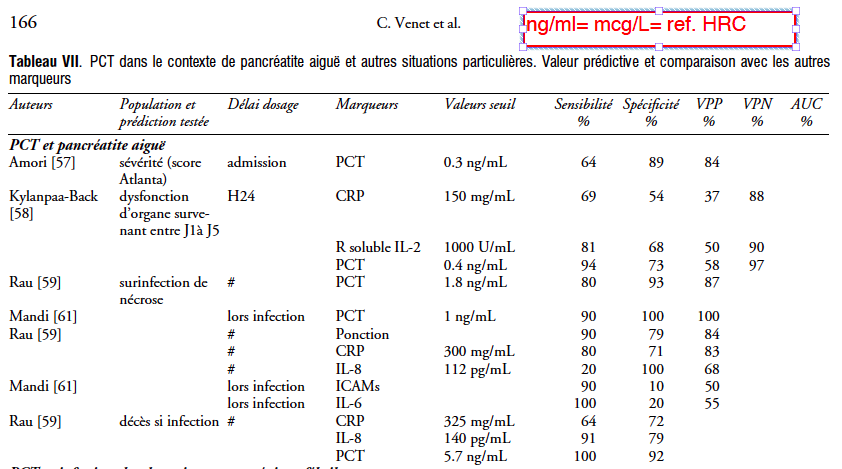 166
C. Venet et al.
ng/ml= mcg/L= ref. HRC
Tableau VII. PCT dans le contexte de pancréatite aiguë et autres situations particulières. Valeur prédictive et comparaison avec les autres
marqueurs
Auteurs Population et prédiction testée Délai dosage Marqueurs Valeurs seuil Sensibilité % Spécificité % VPP % VPN % AUC %
PCT et pancréatite aiguë
Amori [57] sévérité (score admission PCT 0.3 ng/mL 64 89 84
Atlanta)
Kylanpaa-Back dysfonction H24 CRP 150 mg/mL 69 54 37 88
[58] d'organe surve-
nant entre J1à J5
R soluble IL-2 1000 U/mL 81 68 50 90
PCT 0.4 ng/mL 94 73 58 97
Rau [59] surinfection de # PCT 1.8 ng/mL 80 93 87
nécrose
Mandi [61] lors infection PCT 1 ng/mL 90 100 100
Rau [59] # Ponction 90 79 84
# CRP 300 mg/mL 80 71 83
# IL-8 112 pg/mL 20 100 68
Mandi [61] lors infection ICAMs 90 10 50
lors infection IL-6 100 20 55
Rau [59] décès si infection # CRP 325 mg/mL 64 72
IL-8 140 pg/mL 91 79
PCT 5.7 ng/mL 100 92